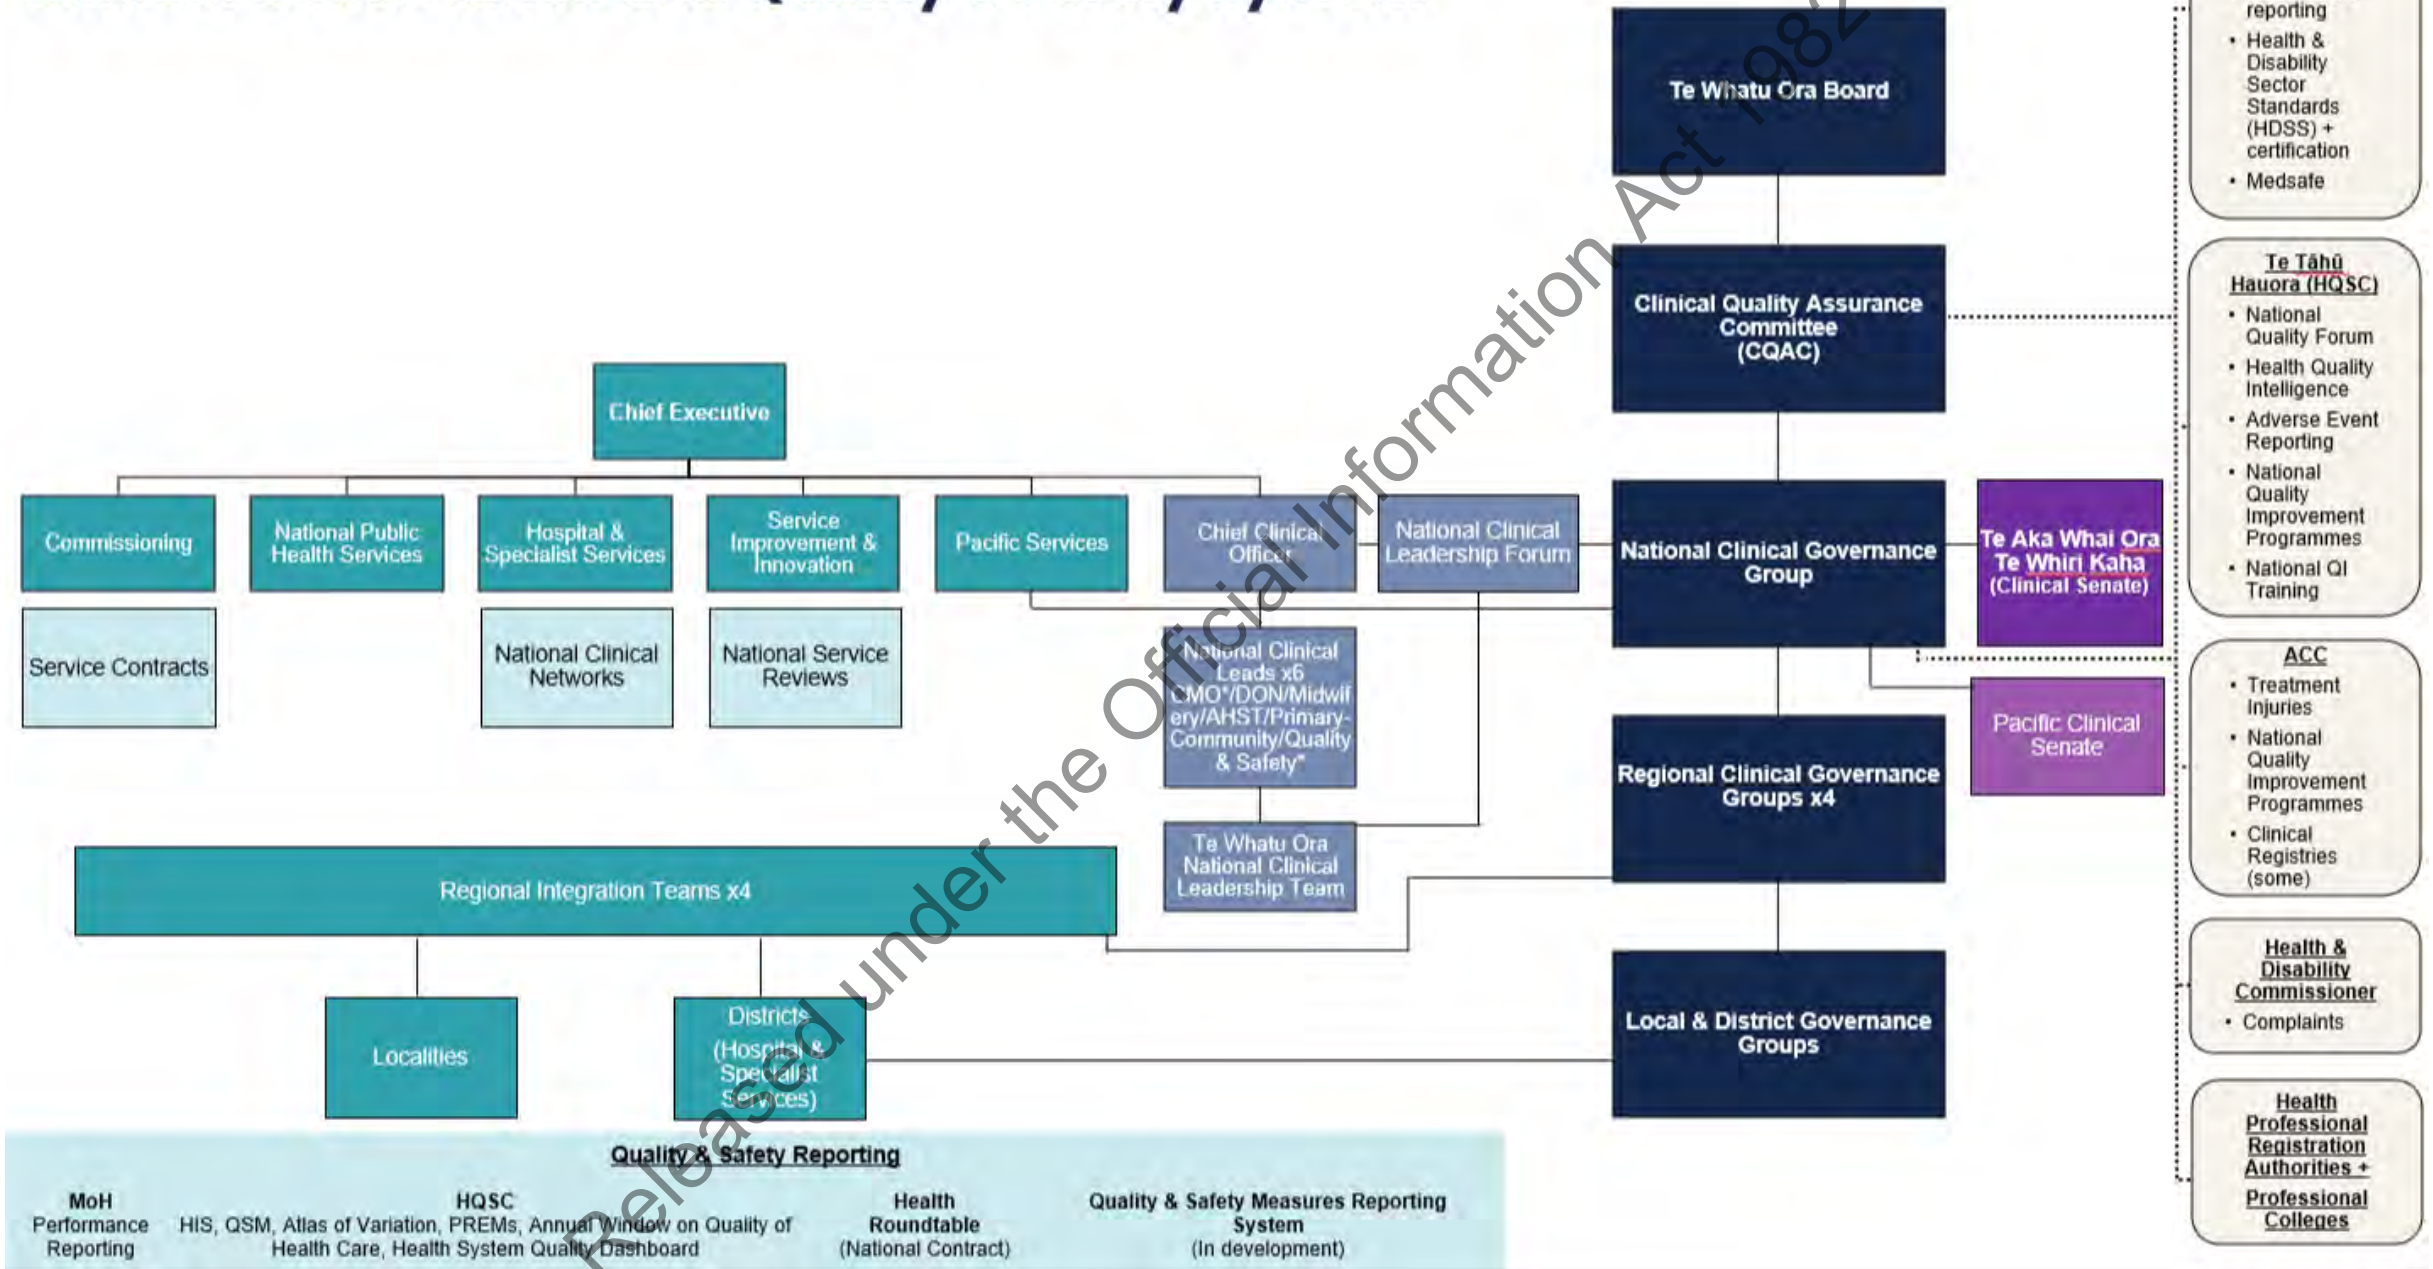 Te Whatu Ora Board
reporting
• Health &
Disability
Sector
Standards
(HDSS) +
certification
• Medsafe
Clinical Quality Assurance
Committee
(CQAC)
Te Tāhū
Hauora (HQSC)
• National
Quality Forum
• Health Quality
Intelligence
• Adverse Event
Reporting
• National
Quality
Improvement
Programmes
• National QI
Training
Chief Executive
Commissioning
National Public
Health Services
Hospital &
Specialist Services
Service
Improvement &
Innovation
Pacific Services
Chief Clinical
Officer
National Clinical
Leadership Forum
National Clinical Governance
Group
Te Aka Whai Ora
Te Whiri Kaha
(Clinical Senate)
Service Contracts
National Clinical
Networks
National Service
Reviews
National Clinical
Leads x6
CMO*/DON/Midwif
ery/AHST/Primary-
Community/Quality
& Safety*
Pacific Clinical
Senate
ACC
• Treatment
Injuries
• National
Quality
Improvement
Programmes
• Clinical
Registries
(some)
Regional Clinical Governance
Groups x4
Te Whatu Ora
National Clinical
Leadership Team
Regional Integration Teams x4
Localities
Districts
(Hospital &
Specialist
Services)
Local & District Governance
Groups
Health &
Disability
Commissioner
• Complaints
Health
Professional
Registration
Authorities +
Professional
Colleges
Quality & Safety Reporting
MoH
Performance
Reporting
HQSC
HIS, QSM, Atlas of Variation, PREMs, Annual Window on Quality of
Health Care, Health System Quality Dashboard
Health
Roundtable
(National Contract)
Quality & Safety Measures Reporting
System
(In development)
Released under the Official Information Act 1982